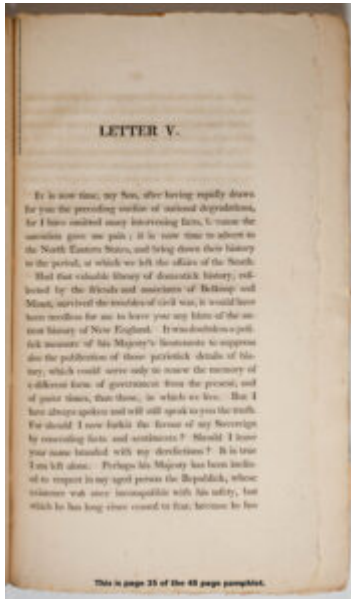 LETTER V.
It is now time, my Son, after having rapidly drawn
for you the preceding outline of national degradations,
for I have omitted many intervening facts, because the
narration gave me pain; it is now time to advert to
the North Eastern States, and bring down their history
to the period, at which we left the affairs of the South.
Had that valuable library of domestick history, col-
lected by the friends and associates of Belknap and
Minot, survived the troubles of civil war, it would have
been needless for me to leave you any hints of the an-
cient history of New England. It was doubtless a poli-
tick measure of his Majesty's lieutenants to suppress
also the publication of those patriotick details of his-
tory, which could serve only to renew the memory of
a different form of government from the present, and
of purer times, than those, in which we live. But I
have always spoken and will still speak to you the truth.
For should I now forfeit the favour of my Sovereign
by concealing facts and sentiments? Should I leave
your name branded with my derelictions? It is true
I am left alone. Perhaps his Majesty has been inclin-
ed to respect in my aged person the Republick, whose
existence was once incompatible with his safety, but
which he has long since ceased to fear; because he has
This is page 35 of the 45 page pamphlet.